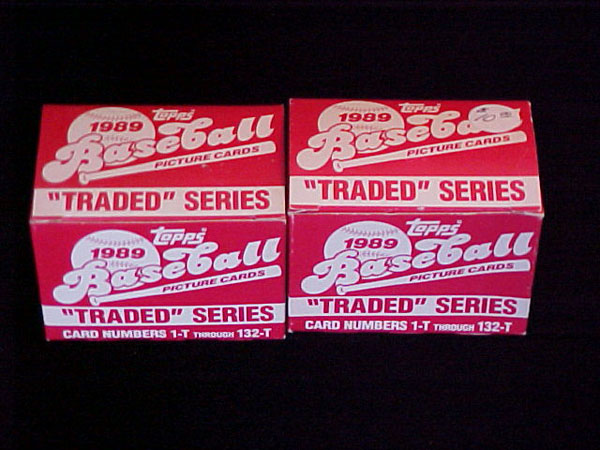 Topps
1989
Baseball
PICTURE CARDS
"TRADED" SERIES
Topps
1989
Baseball
PICTURE CARDS
"TRADED" SERIES
CARD NUMBERS 1-T THROUGH 132-T
Topps
1989
Baseball
PICTURE CARDS
"TRADED" SERIES
Topps
1989
Baseball
PICTURE CARDS
"TRADED" SERIES
CARD NUMBERS 1-T THROUGH 132-T